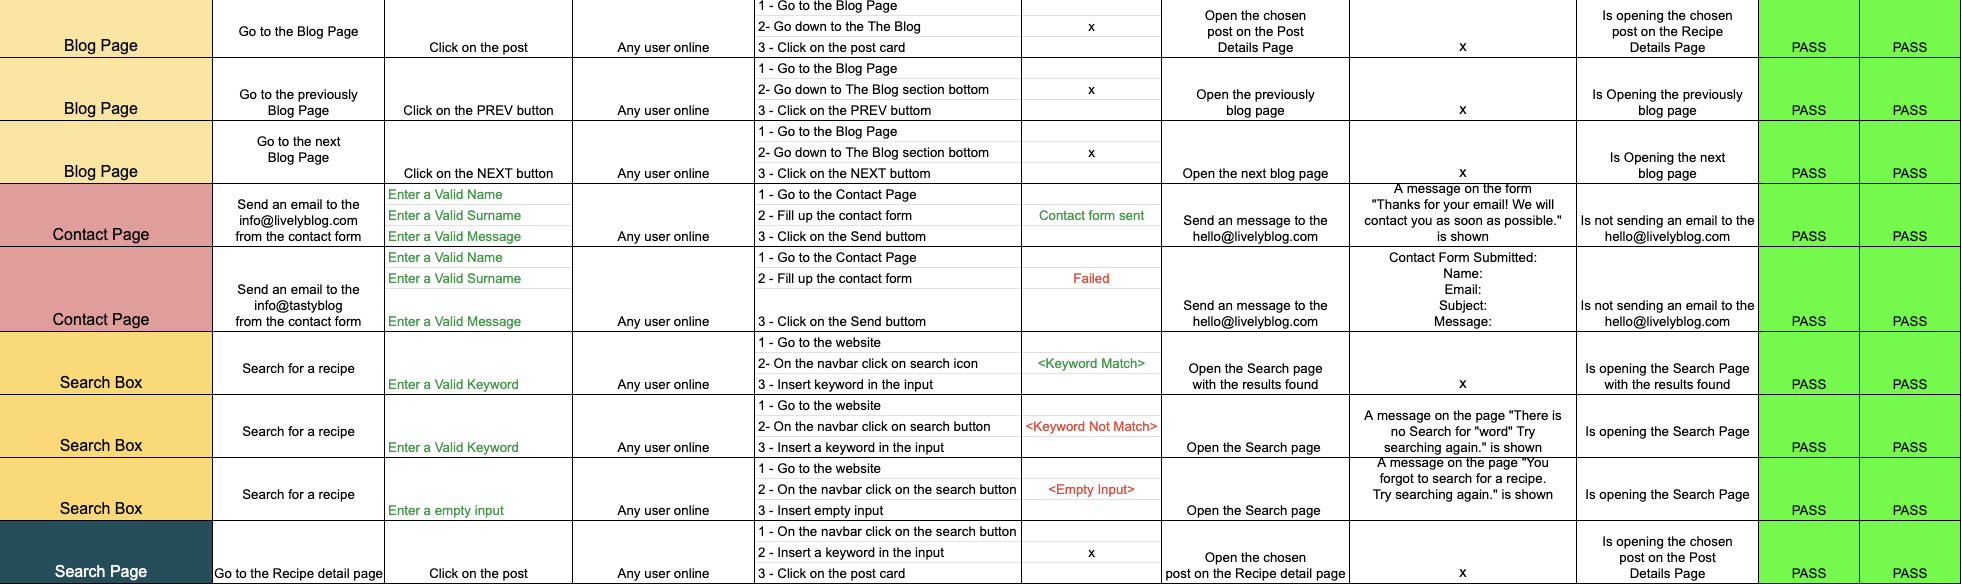 Blog Page
Go to the Blog Page
Click on the post
Any user online
1 - Go to the Blog Page
2- Go down to the The Blog
3 - Click on the post card
x
Open the chosen
post on the Post
Details Page
x
Is opening the chosen
post on the Recipe
Details Page
PASS
PASS
Blog Page
Go to the previously
Blog Page
Click on the PREV button
Any user online
1 - Go to the Blog Page
2- Go down to The Blog section bottom
3 - Click on the PREV buttom
x
Open the previously
blog page
x
Is Opening the previously
blog page
PASS
PASS
Blog Page
Go to the next
Blog Page
Click on the NEXT button
Any user online
1 - Go to the Blog Page
2- Go down to The Blog section bottom
3 - Click on the NEXT buttom
x
Open the next blog page
x
Is Opening the next
blog page
PASS
PASS
Contact Page
Send an email to the
info@livelyblog.com
from the contact form
Enter a Valid Name
Enter a Valid Surname
Enter a Valid Message
Any user online
1 - Go to the Contact Page
2 - Fill up the contact form
3 - Click on the Send buttom
Contact form sent
Send an message to the
hello@livelyblog.com
A message on the form
"Thanks for your email! We will
contact you as soon as possible."
is shown
Is not sending an email to the
hello@livelyblog.com
PASS
PASS
Contact Page
Send an email to the
info@tastyblog
from the contact form
Enter a Valid Name
Enter a Valid Surname
Enter a Valid Message
Any user online
1 - Go to the Contact Page
2 - Fill up the contact form
3 - Click on the Send buttom
Failed
Send an message to the
hello@livelyblog.com
Contact Form Submitted:
Name:
Email:
Subject:
Message:
Is not sending an email to the
hello@livelyblog.com
PASS
PASS
Search Box
Search for a recipe
Enter a Valid Keyword
Any user online
1 - Go to the website
2- On the navbar click on search icon
3 - Insert keyword in the input
<Keyword Match>
Open the Search page
with the results found
x
Is opening the Search Page
with the results found
PASS
PASS
Search Box
Search for a recipe
Enter a Valid Keyword
Any user online
1 - Go to the website
2- On the navbar click on search button
3 - Insert a keyword in the input
<Keyword Not Match>
Open the Search page
A message on the page "There is
no Search for "word" Try
searching again." is shown
Is opening the Search Page
PASS
PASS
Search Box
Search for a recipe
Enter a empty input
Any user online
1 - Go to the website
2 - On the navbar click on the search button
3 - Insert empty input
<Empty Input>
Open the Search page
A message on the page "You
forgot to search for a recipe.
Try searching again." is shown
Is opening the Search Page
PASS
PASS
Search Page
Go to the Recipe detail page
Click on the post
Any user online
1 - On the navbar click on the search button
2 - Insert a keyword in the input
3 - Click on the post card
x
Open the chosen
post on the Recipe detail page
x
Is opening the chosen
post on the Post
Details Page
PASS
PASS